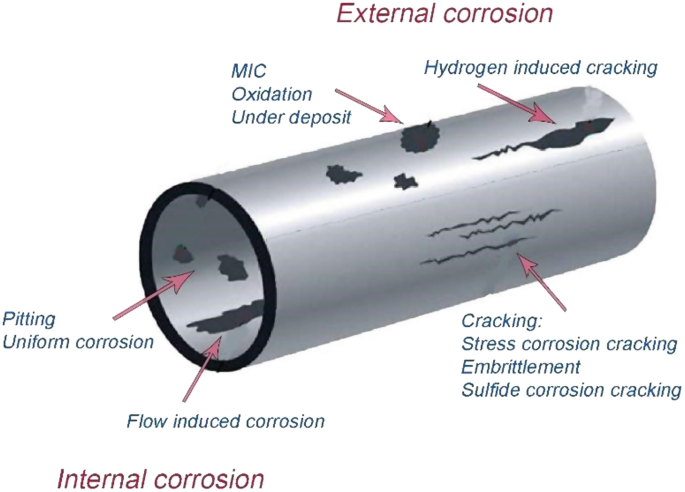 External corrosion
MIC
Oxidation
Under deposit
Hydrogen induced cracking
Pitting
Uniform corrosion
Cracking:
Stress corrosion cracking
Embrittlement
Sulfide corrosion cracking
Flow induced corrosion
Internal corrosion